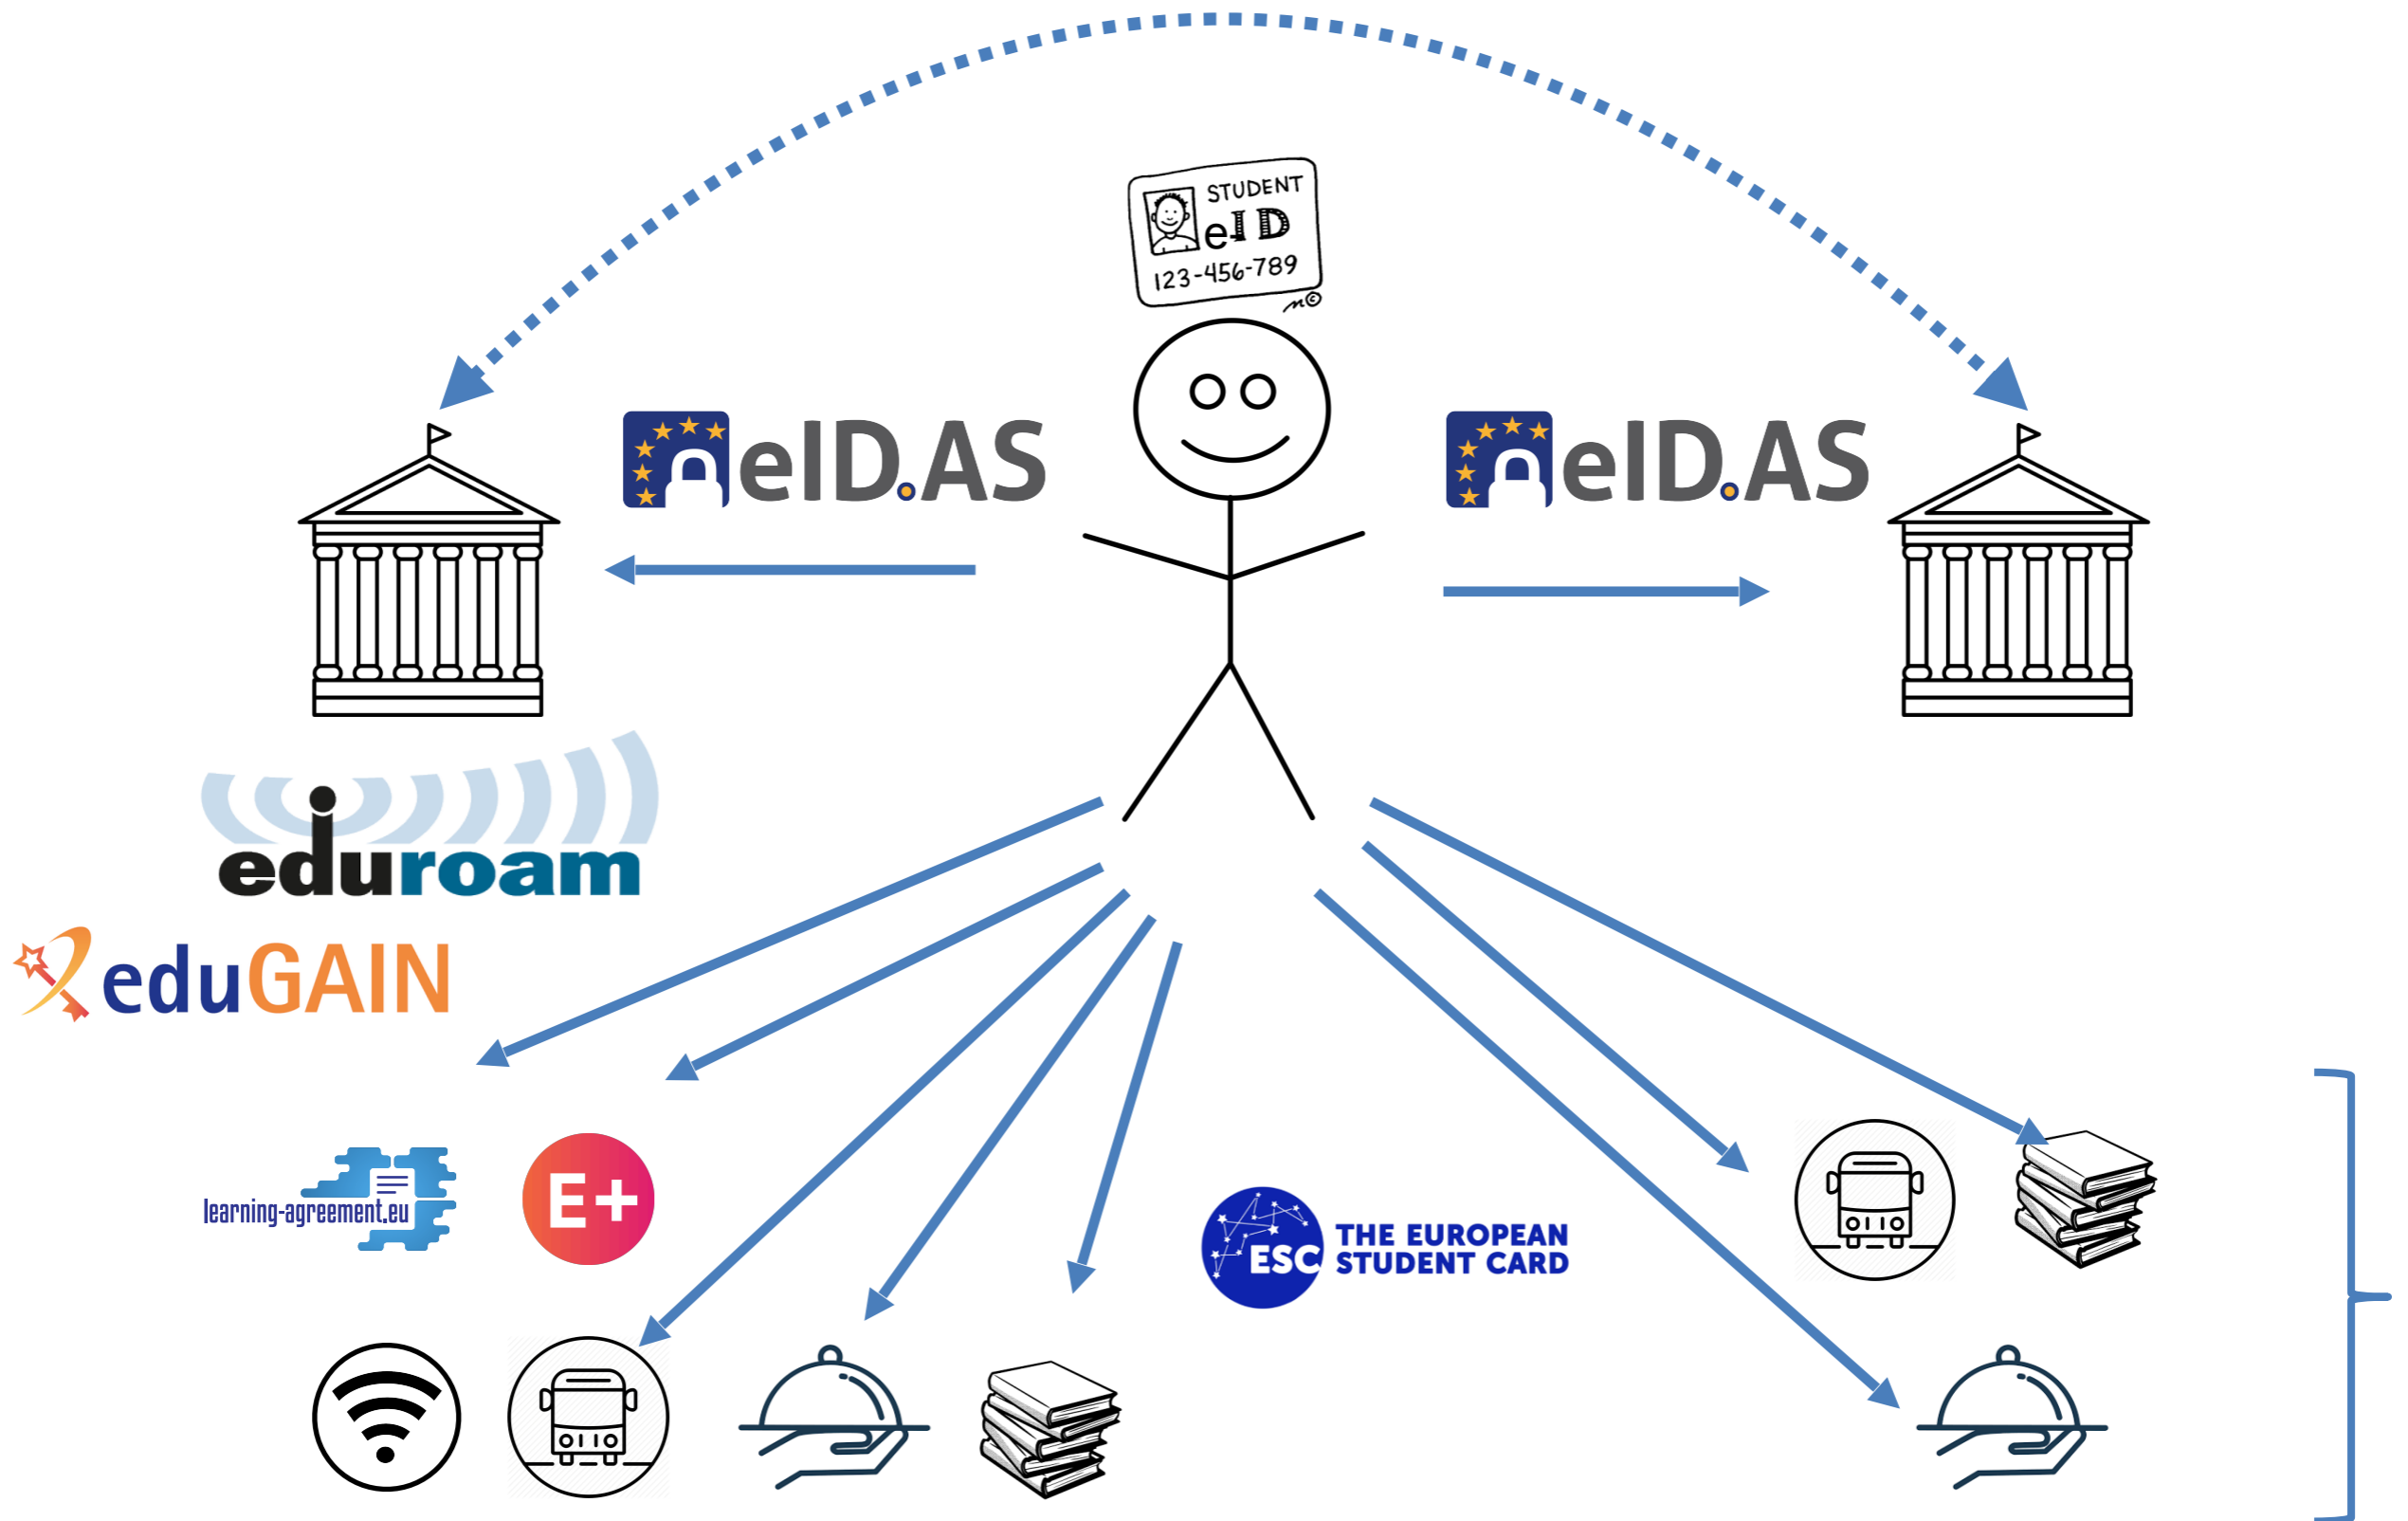 STUDENT
eID
123-456-789
eID.AS
eID.AS
eduroam
eduGAIN
learning-agreement.eu
E+
ESC
THE EUROPEAN
STUDENT CARD